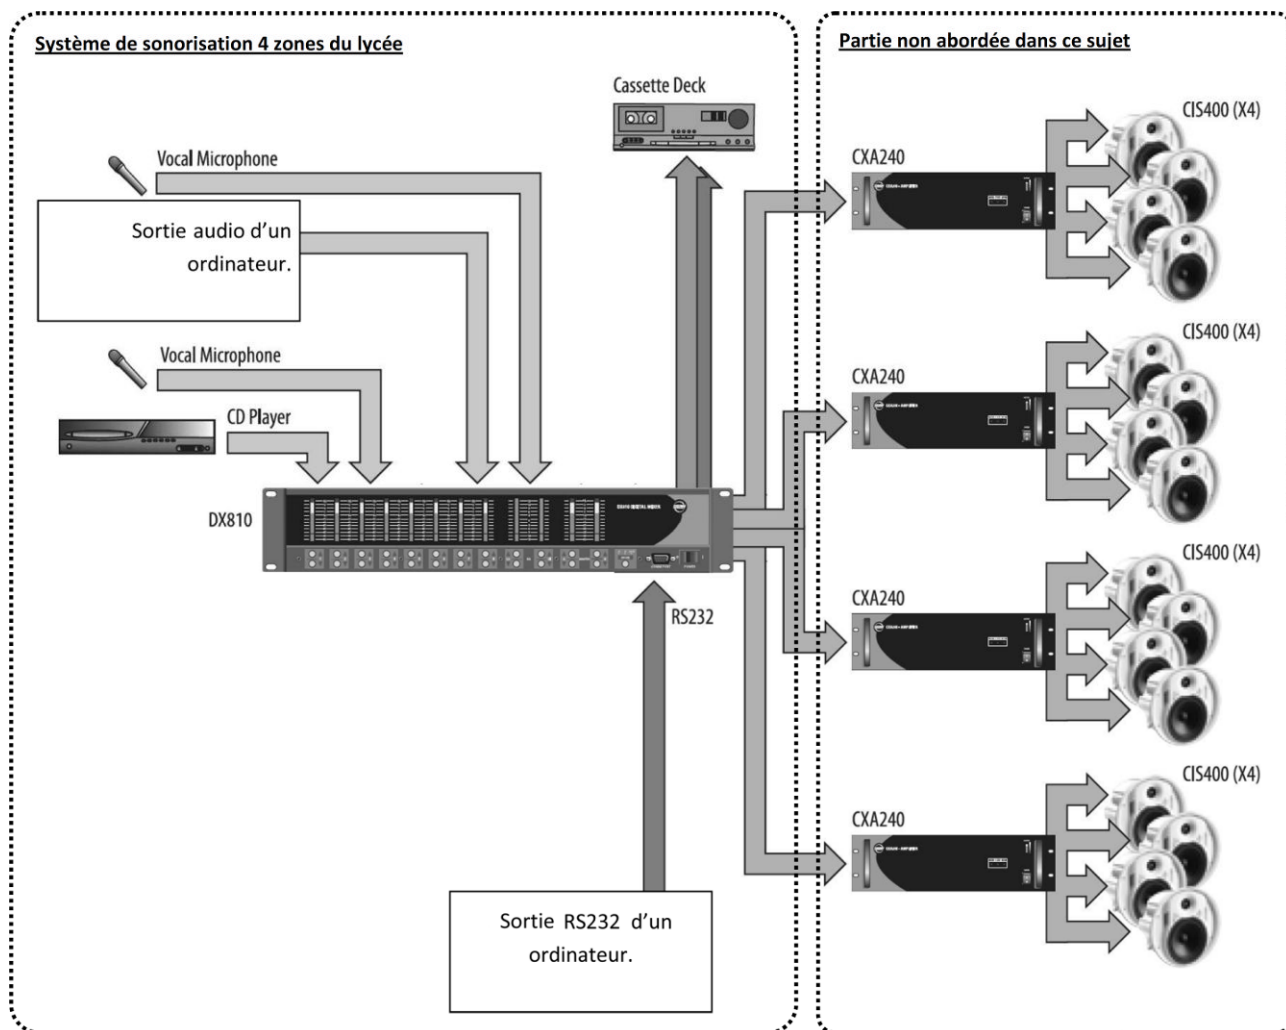 Système de sonorisation 4 zones du lycée
Partie non abordée dans ce sujet
Cassette Deck
Vocal Microphone
Sortie audio d’un
ordinateur.
Vocal Microphone
CD Player
DX810
RS232
Sortie RS232 d’un
ordinateur.
CXA240
CIS400 (X4)
CXA240
CIS400 (X4)
CXA240
CIS400 (X4)
CXA240
CIS400 (X4)